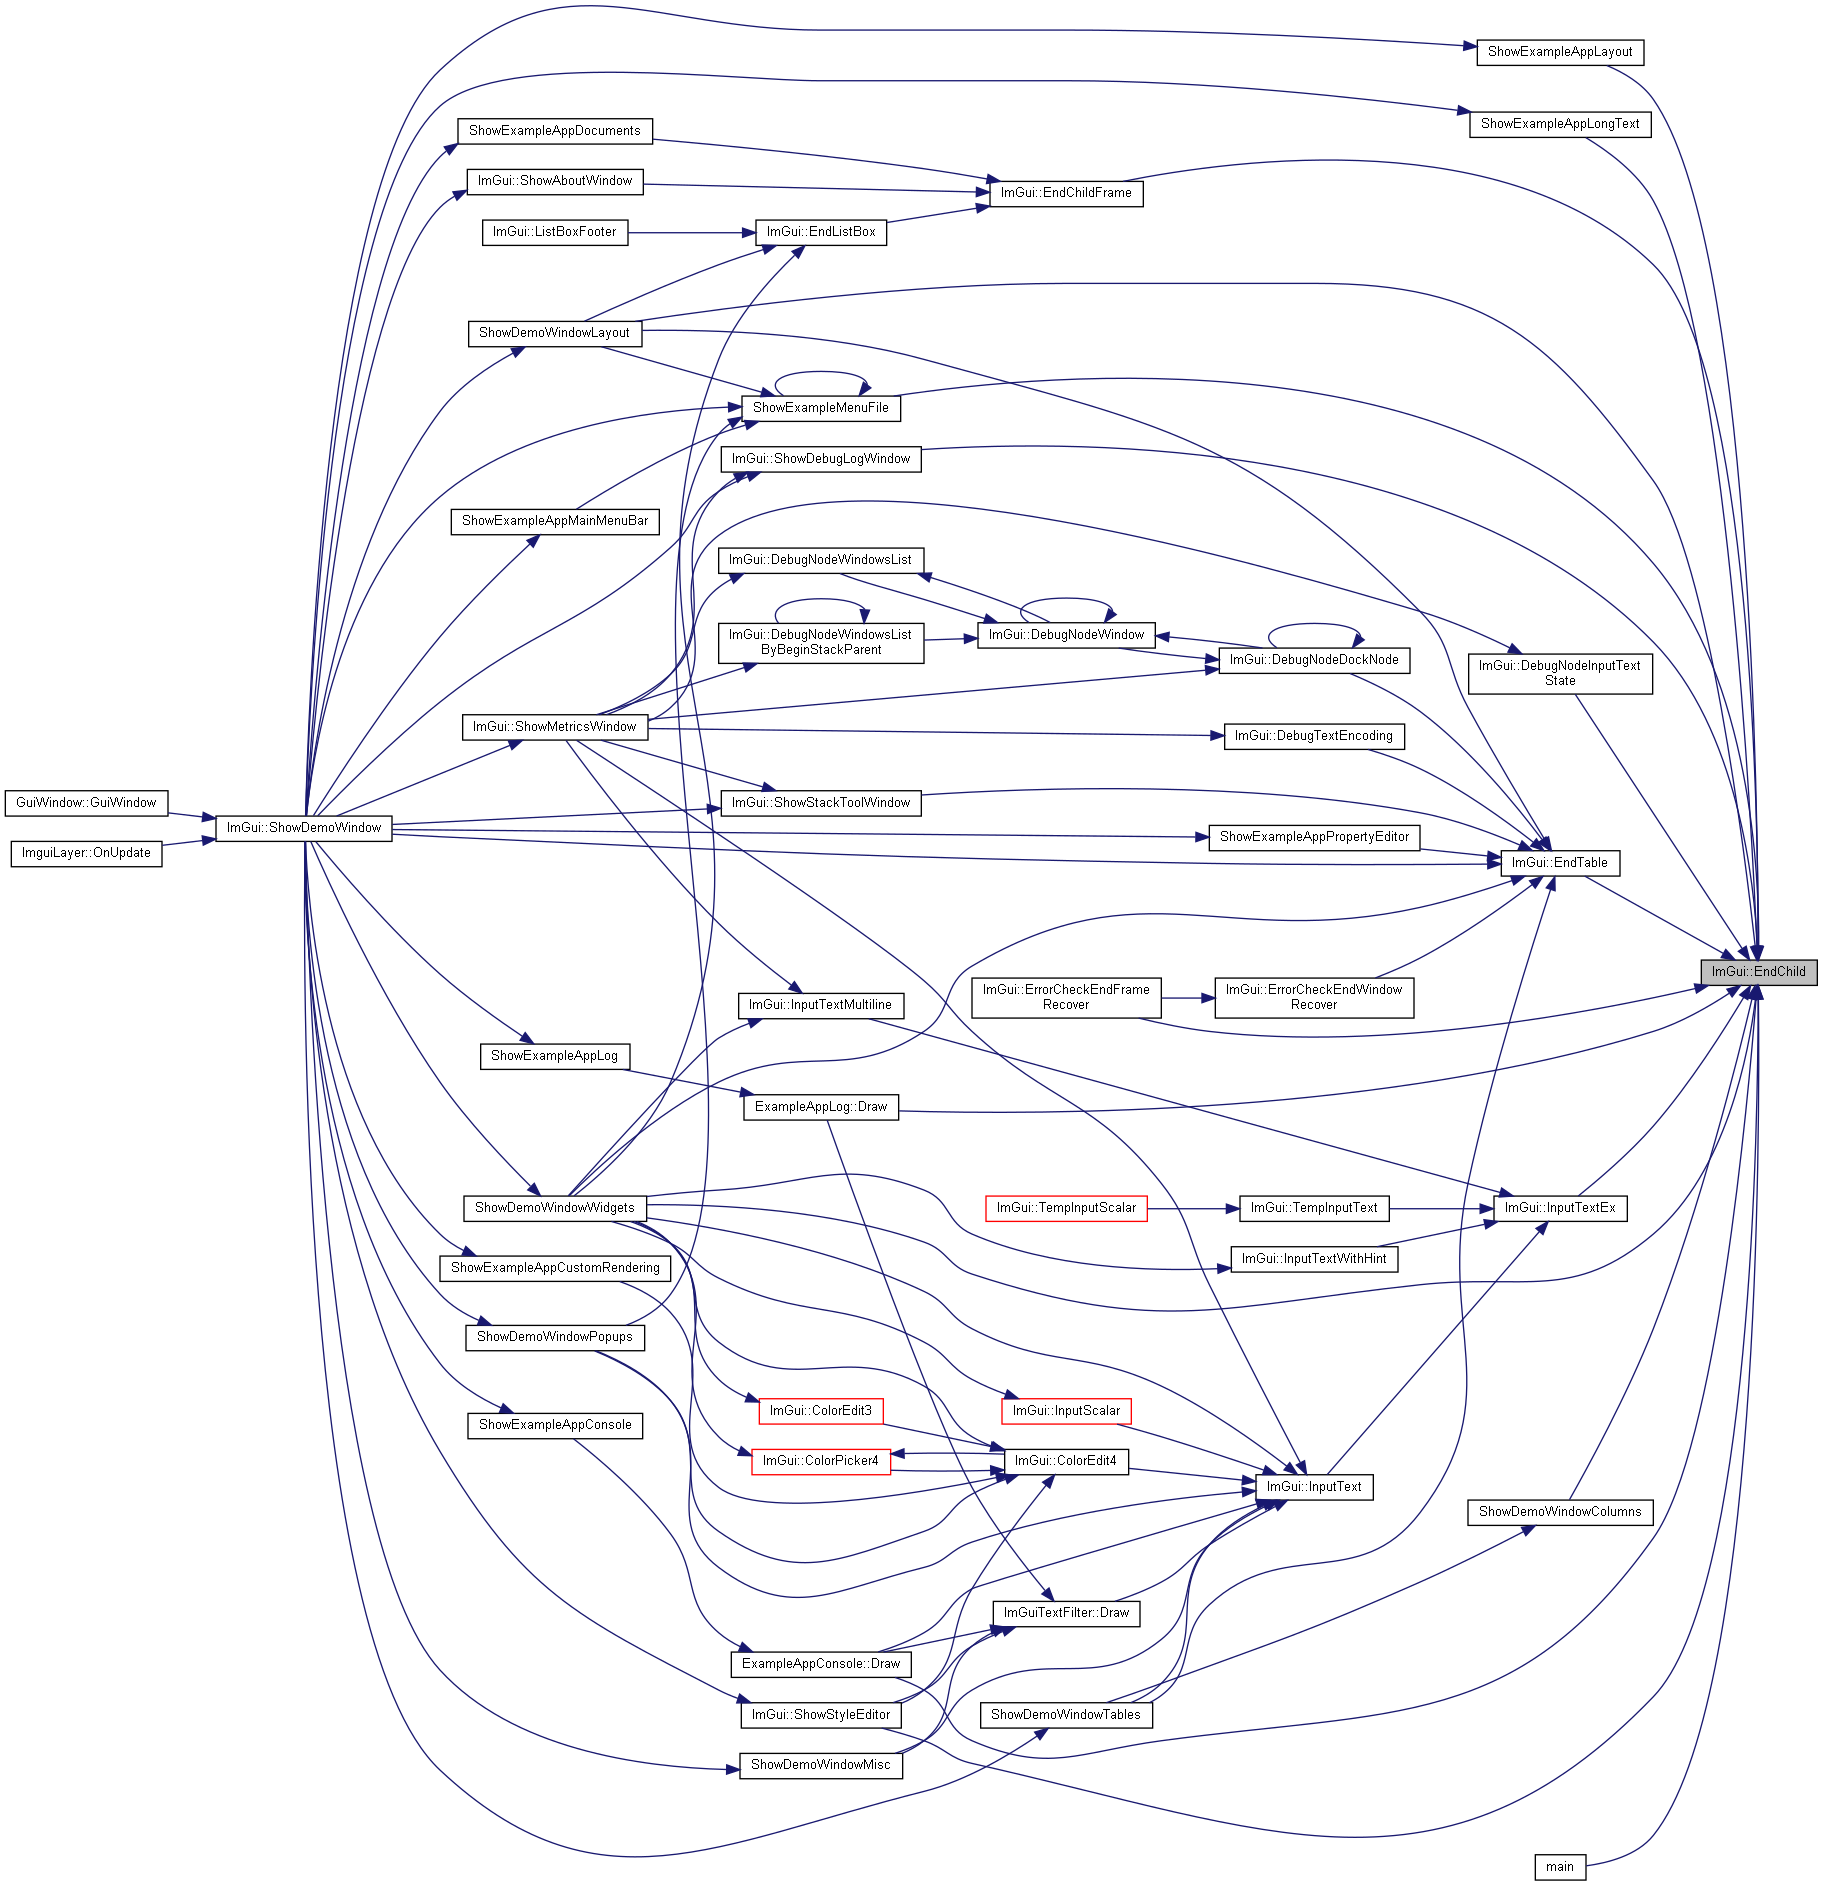 ShowExampleAppLayout
ShowExampleAppLongText
ShowExampleAppDocuments
ImGui::ShowAboutWindow
ImGui::EndChildFrame
ImGui::ListBoxFooter
ImGui::EndListBox
ShowDemoWindowLayout
ShowExampleMenuFile
ImGui::ShowDebugLogWindow
ShowExampleAppMainMenuBar
ImGui::DebugNodeWindowsList
ImGui::DebugNodeWindowsList
ByBeginStackParent
ImGui::DebugNodeWindow
ImGui::DebugNodeDockNode
ImGui::DebugNodeInputText
State
ImGui::ShowMetricsWindow
ImGui::DebugTextEncoding
GuiWindow::GuiWindow
ImGui::ShowStackToolWindow
ImGui::ShowDemoWindow
ShowExampleAppPropertyEditor
ImguiLayer::OnUpdate
ImGui::EndTable
ImGui::EndChild
ImGui::ErrorCheckEndFrame
Recover
ImGui::ErrorCheckEndWindow
Recover
ImGui::InputTextMultiline
ShowExampleAppLog
ExampleAppLog::Draw
ShowDemoWindowWidgets
ImGui::TempInputScalar
ImGui::TempInputText
ImGui::InputTextEx
ImGui::InputTextWithHint
ShowExampleAppCustomRendering
ShowDemoWindowPopups
ImGui::ColorEdit3
ImGui::InputScalar
ShowExampleAppConsole
ImGui::ColorPicker4
ImGui::ColorEdit4
ImGui::InputText
ShowDemoWindowColumns
ImGuiTextFilter::Draw
ExampleAppConsole::Draw
ImGui::ShowStyleEditor
ShowDemoWindowTables
ShowDemoWindowMisc
main